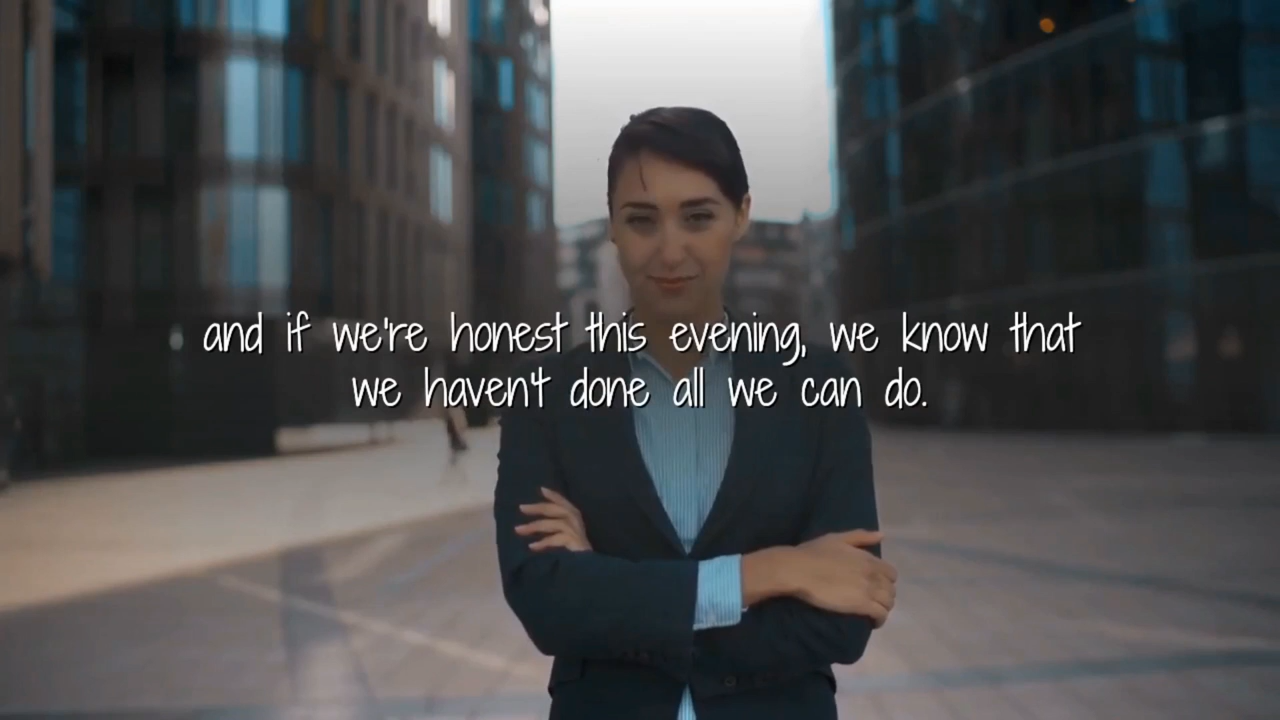 and if we're honest this evening, we know that
we haven't done all we can do.